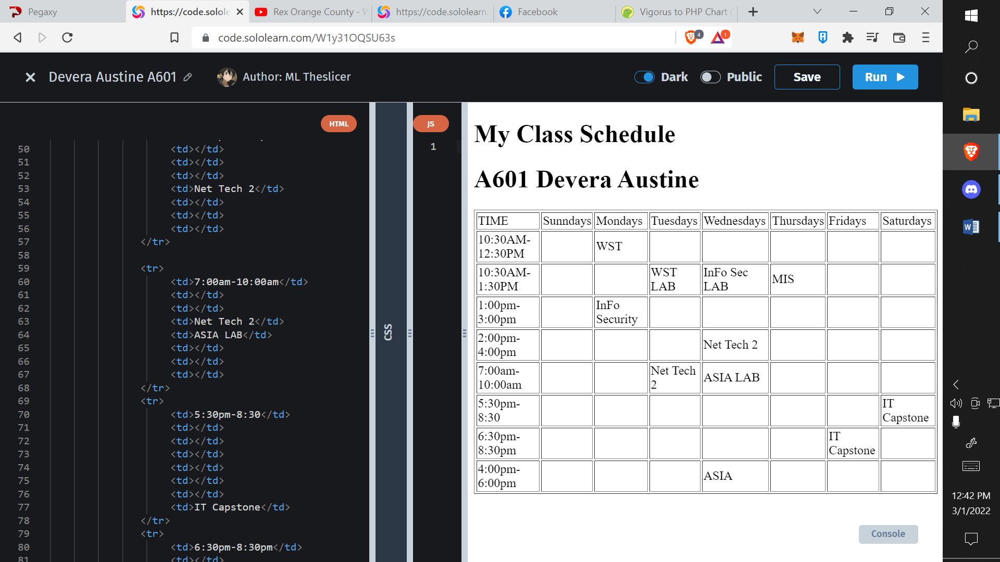 Pegaxy
https://code.solole
Rex Orange County - W
https://code.sololearn.
Facebook
Vigorus to PHP Chart (
code.sololearn.com/W1y31OQSU63s
4
1
Devera Austine A601
Author: ML Theslicer
Dark
Public
Save
Run
HTML
50 <td></td>
51 <td></td>
52 <td></td>
53 <td>Net Tech 2</td>
54 <td></td>
55 <td></td>
56 <td></td>
57 </tr>
58
59 <tr>
60 <td>7:00am-10:00am</td>
61 <td></td>
62 <td></td>
63 <td>Net Tech 2</td>
64 <td>ASIA LAB</td>
65 <td></td>
66 <td></td>
67 <td></td>
68 </tr>
69 <tr>
70 <td>5:30pm-8:30</td>
71 <td></td>
72 <td></td>
73 <td></td>
74 <td></td>
75 <td></td>
76 <td></td>
77 <td>IT Capstone</td>
78 </tr>
79 <tr>
80 <td>6:30pm-8:30pm</td>
81 <td></td>
CSS
JS
1
My Class Schedule
A601 Devera Austine
TIME Sunndays Mondays Tuesdays Wednesdays Thursdays Fridays Saturdays
10:30AM-
12:30PM
WST
10:30AM-
1:30PM
WST
LAB
InFo Sec
LAB
MIS
1:00pm-
3:00pm
InFo
Security
2:00pm-
4:00pm
Net Tech 2
7:00am-
10:00am
Net Tech
2
ASIA LAB
5:30pm-
8:30
IT
Capstone
6:30pm-
8:30pm
IT
Capstone
4:00pm-
6:00pm
ASIA
Console
12:42 PM
3/1/2022